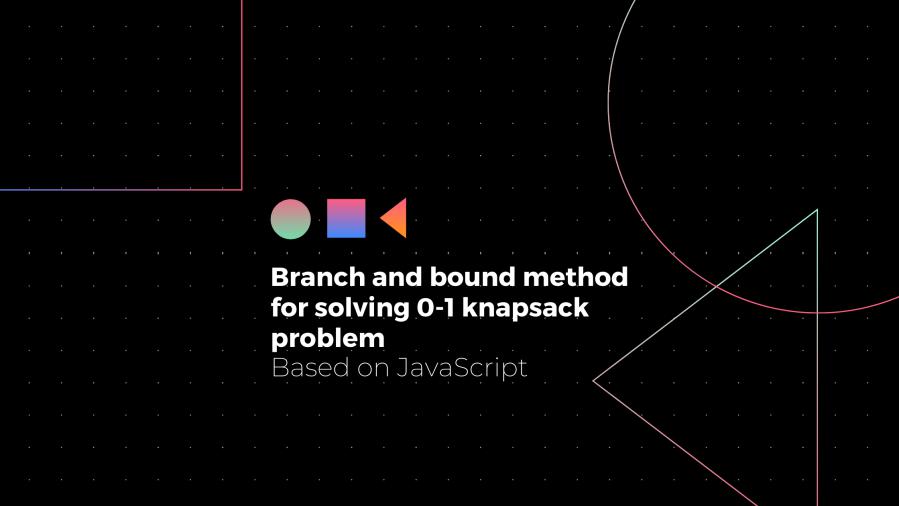 Branch and bound method
for solving 0-1 knapsack
problem
Based on JavaScript